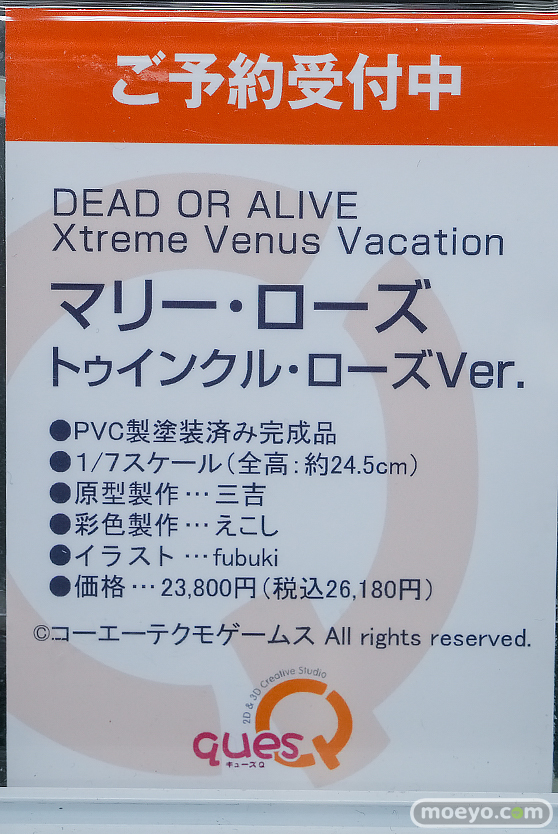 ご予約受付中
DEAD OR ALIVE
Xtreme Venus Vacation
マリー・ローズ
トゥインクル・ローズVer.
●PVC製塗装済み完成品
●1/7スケール（全高：約24.5cm）
●原型製作…三吉
●彩色製作…えこし
●イラスト…fubuki
●価格…23,800円（税込26,180円）
©コーエーテクモゲームス All rights reserved.
2D & 3D Creative Studio
quesQ
キューズQ
moeyo.com